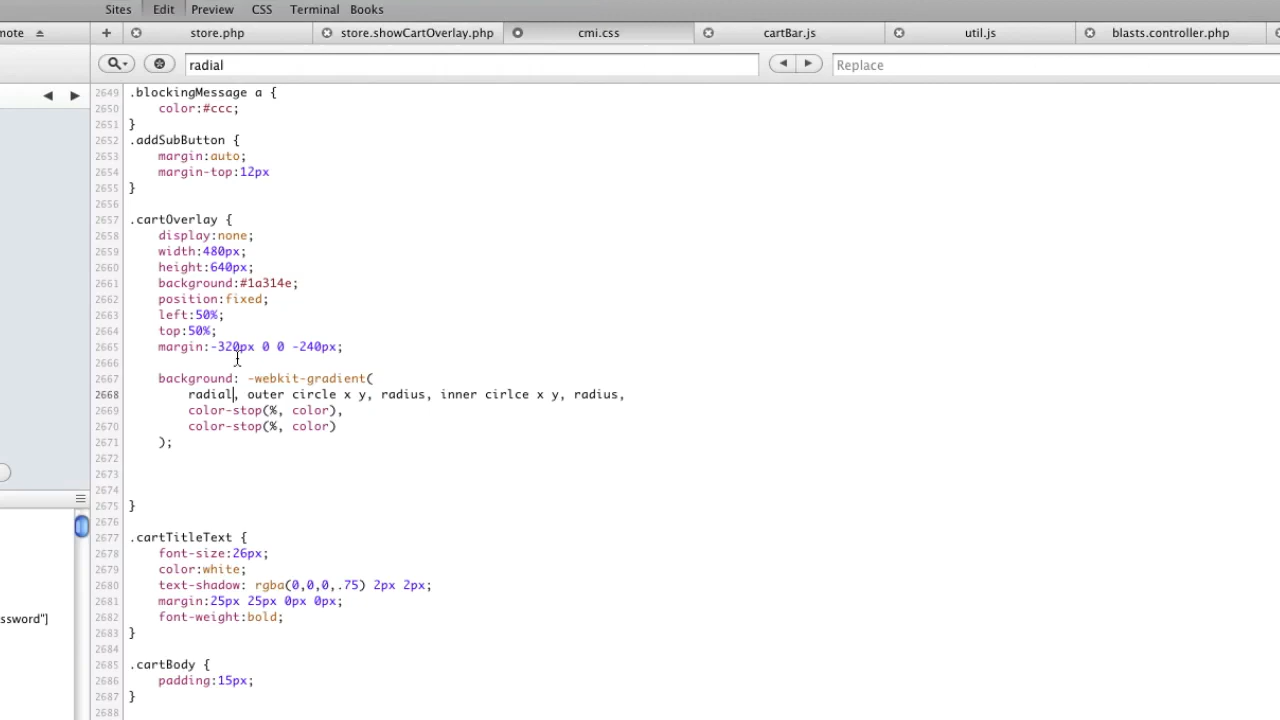 Sites Edit Preview CSS Terminal Books
mote store.php store.showCartOverlay.php cmi.css cartBar.js util.js blasts.controller.php
radial Replace
2649 .blockingMessage a {
2650 color:#ccc;
2651 }
2652 .addSubButton {
2653 margin:auto;
2654 margin-top:12px
2655 }
2656
2657 .cartOverlay {
2658 display:none;
2659 width:480px;
2660 height:640px;
2661 background:#1a314e;
2662 position:fixed;
2663 left:50%;
2664 top:50%;
2665 margin:-320px 0 0 -240px;
2666
2667 background: -webkit-gradient(
2668 radial, outer circle x y, radius, inner cirlce x y, radius,
2669 color-stop(%, color),
2670 color-stop(%, color)
2671 );
2672
2673
2674
2675 }
2676
2677 .cartTitleText {
2678 font-size:26px;
2679 color:white;
2680 text-shadow: rgba(0,0,0,.75) 2px 2px;
2681 margin:25px 25px 0px 0px;
2682 font-weight:bold;
2683 }
2684
2685 .cartBody {
2686 padding:15px;
2687 }
2688
ssword"]